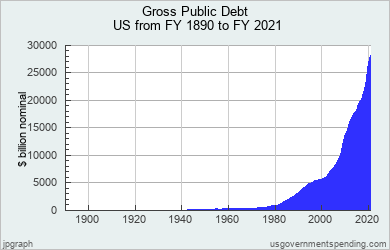 Gross Public Debt
US from FY 1890 to FY 2021
$ billion nominal
30000
25000
20000
15000
10000
5000
0
1900
1920
1940
1960
1980
2000
2020
jpgraph
usgovernmentspending.com